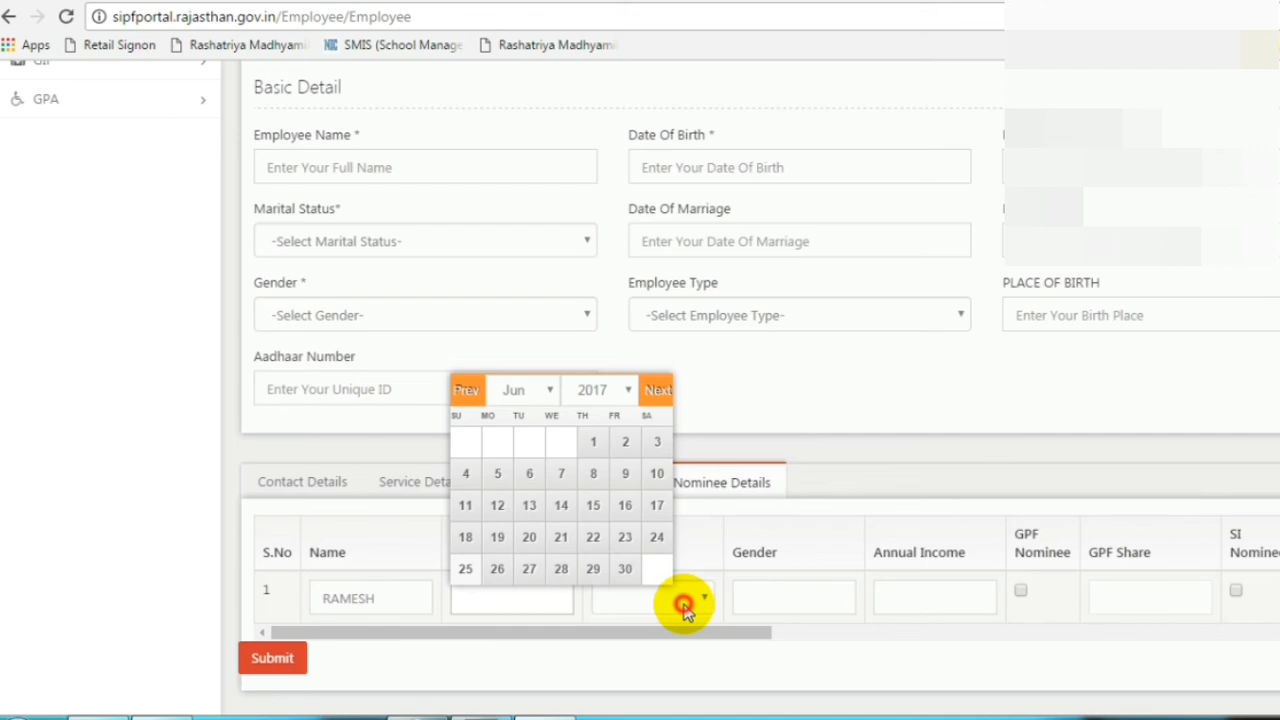 sipfportal.rajasthan.gov.in/Employee/Employee
Apps Retail Signon Rashatriya Madhyami SMIS (School Manage Rashatriya Madhyami
GPA
Basic Detail
Employee Name * Date Of Birth *
Enter Your Full Name Enter Your Date Of Birth
Marital Status* Date Of Marriage
-Select Marital Status- Enter Your Date Of Marriage
Gender * Employee Type PLACE OF BIRTH
-Select Gender- -Select Employee Type- Enter Your Birth Place
Aadhaar Number
Enter Your Unique ID
Prev Jun 2017 Next
SU MO TU WE TH FR SA
1 2 3
4 5 6 7 8 9 10
11 12 13 14 15 16 17
18 19 20 21 22 23 24
25 26 27 28 29 30
Contact Details Service Deta Nominee Details
S.No Name Gender Annual Income GPF Nominee GPF Share SI Nomine
1 RAMESH
Submit